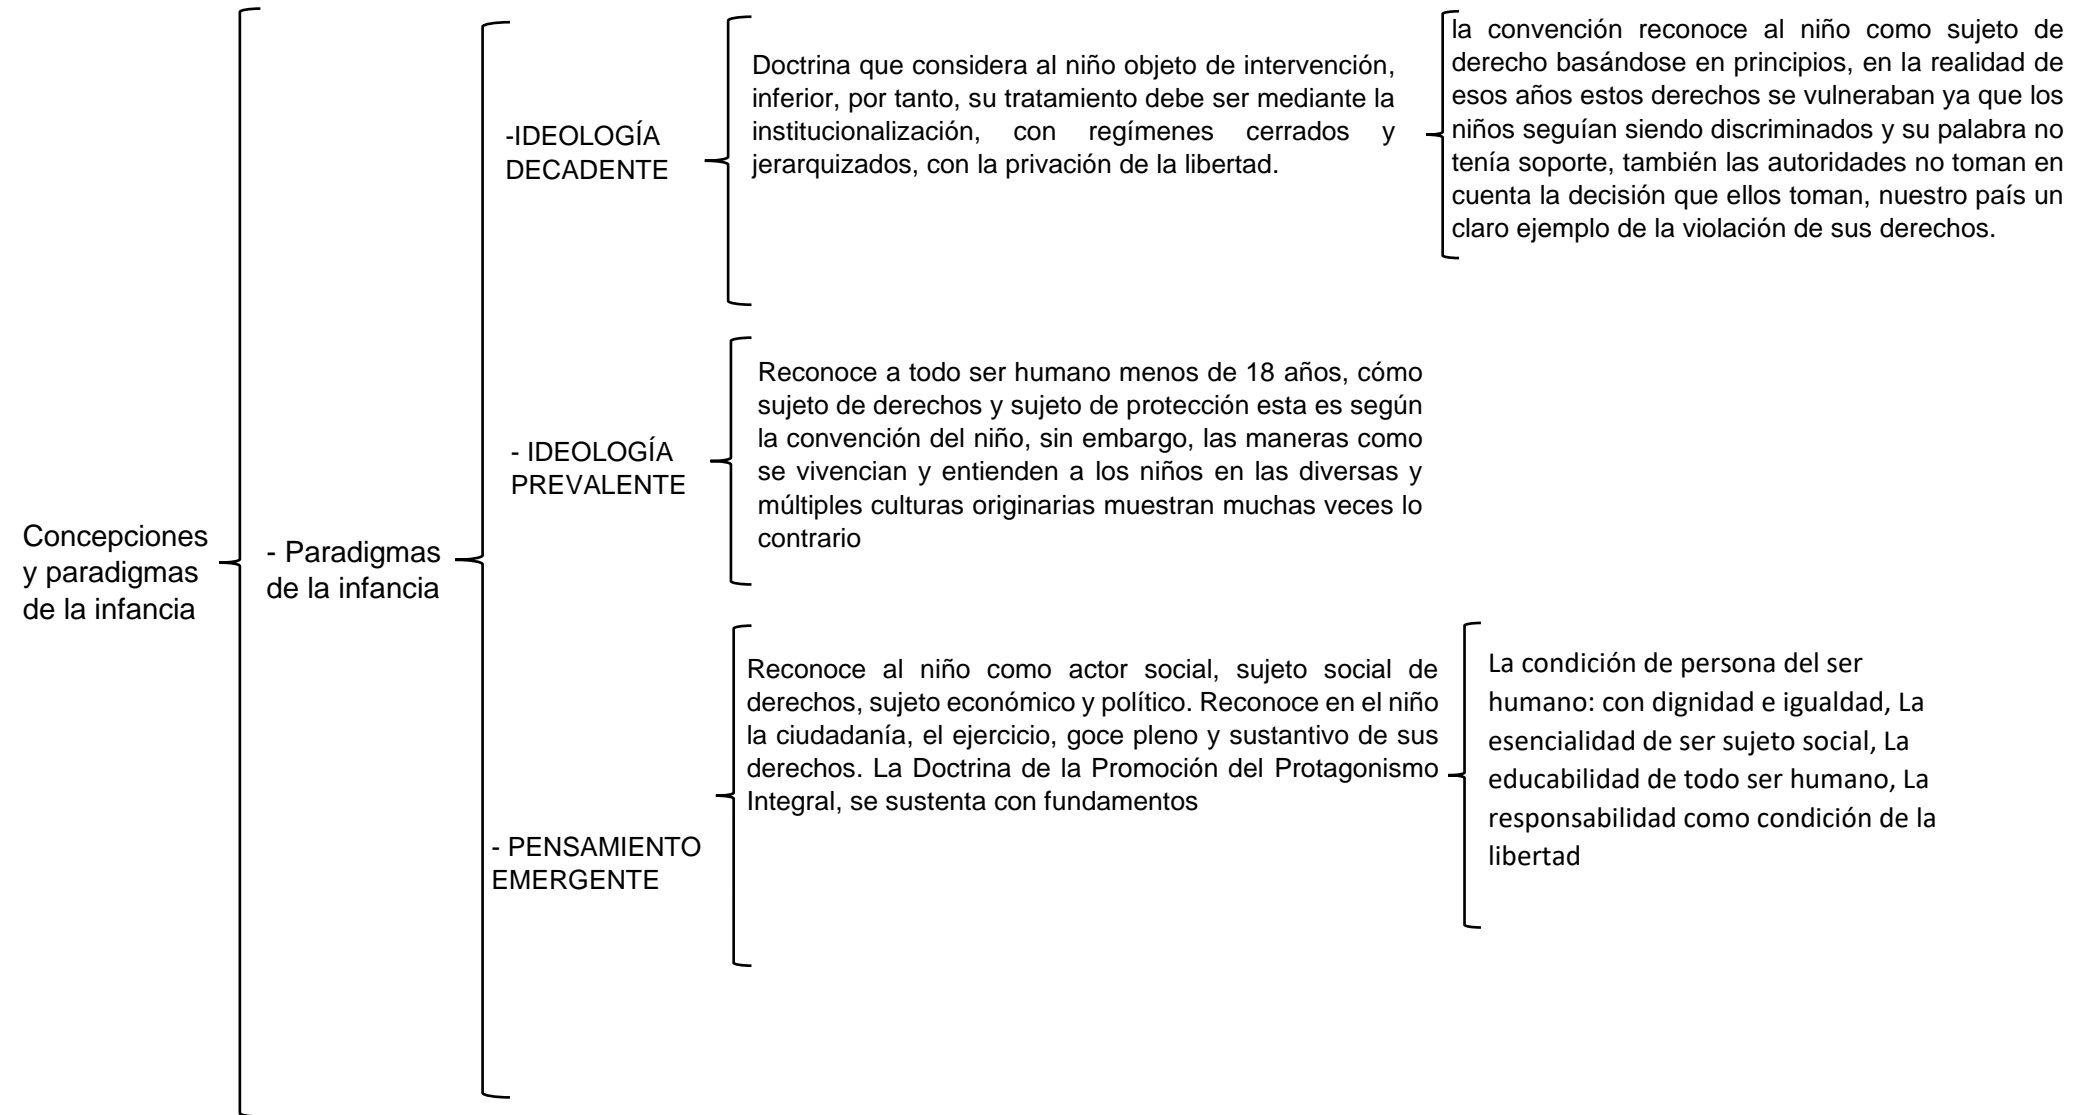 Concepciones
y paradigmas
de la infancia
- Paradigmas
de la infancia
-IDEOLOGÍA
DECADENTE
Doctrina que considera al niño objeto de intervención,
inferior, por tanto, su tratamiento debe ser mediante la
institucionalización, con regímenes cerrados y
jerarquizados, con la privación de la libertad.
la convención reconoce al niño como sujeto de
derecho basándose en principios, en la realidad de
esos años estos derechos se vulneraban ya que los
niños seguían siendo discriminados y su palabra no
tenía soporte, también las autoridades no toman en
cuenta la decisión que ellos toman, nuestro país un
claro ejemplo de la violación de sus derechos.
- IDEOLOGÍA
PREVALENTE
Reconoce a todo ser humano menos de 18 años, cómo
sujeto de derechos y sujeto de protección esta es según
la convención del niño, sin embargo, las maneras como
se vivencian y entienden a los niños en las diversas y
múltiples culturas originarias muestran muchas veces lo
contrario
- PENSAMIENTO
EMERGENTE
Reconoce al niño como actor social, sujeto social de
derechos, sujeto económico y político. Reconoce en el niño
la ciudadanía, el ejercicio, goce pleno y sustantivo de sus
derechos. La Doctrina de la Promoción del Protagonismo
Integral, se sustenta con fundamentos
La condición de persona del ser
humano: con dignidad e igualdad, La
esencialidad de ser sujeto social, La
educabilidad de todo ser humano, La
responsabilidad como condición de la
libertad